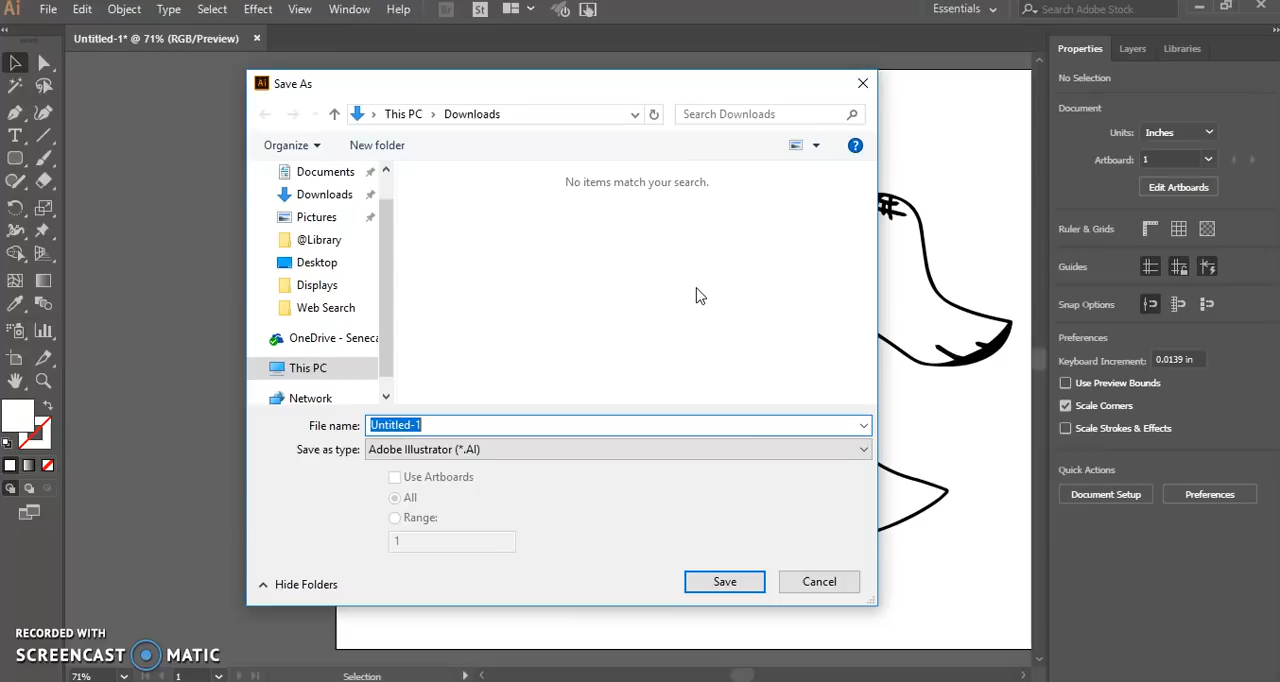 Ai File Edit Object Type Select Effect View Window Help Br St Essentials Search Adobe Stock
Untitled-1* @ 71% (RGB/Preview) ×
Save As
This PC > Downloads
Search Downloads
Organize
New folder
Documents
Downloads
Pictures
@Library
Desktop
Displays
Web Search
OneDrive - Seneca
This PC
Network
No items match your search.
File name: Untitled-1
Save as type: Adobe Illustrator (*.AI)
Use Artboards
All
Range:
1
Hide Folders
Save
Cancel
Properties Layers Libraries
No Selection
Document
Units: Inches
Artboard: 1
Edit Artboards
Ruler & Grids
Guides
Snap Options
Preferences
Keyboard Increment: 0.0139 in
Use Preview Bounds
Scale Corners
Scale Strokes & Effects
Quick Actions
Document Setup Preferences
RECORDED WITH
SCREENCAST MATIC
71% 1 Selection